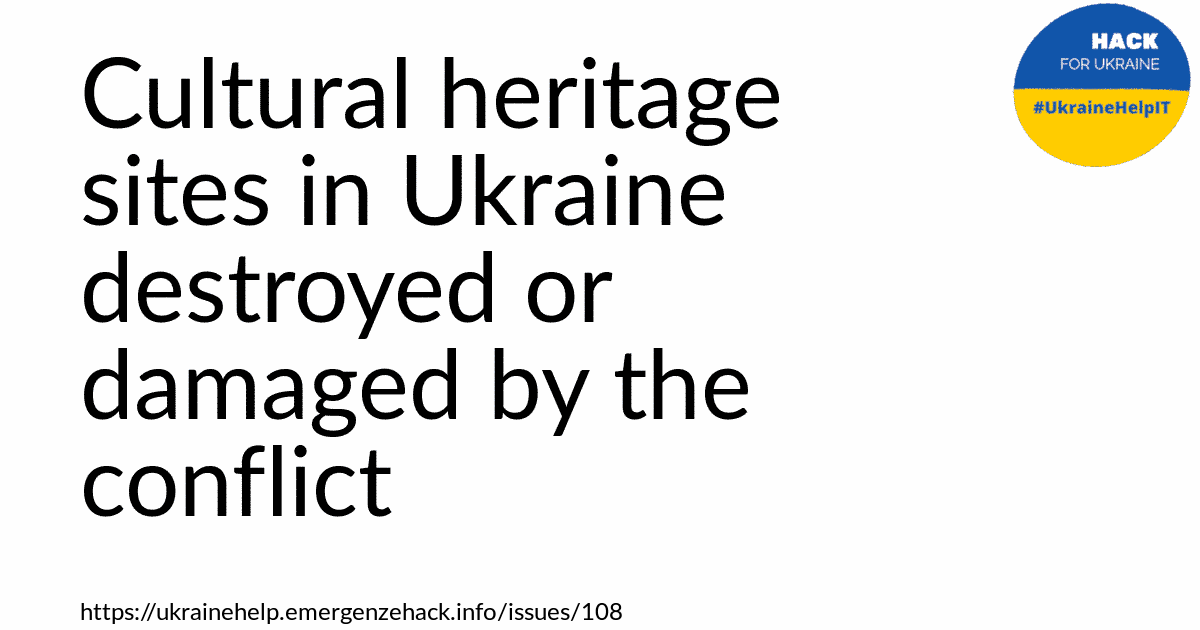 Cultural heritage
sites in Ukraine
destroyed or
damaged by the
conflict
https://ukrainehelp.emergenzehack.info/issues/108
HACK
FOR UKRAINE
#UkraineHelpIT